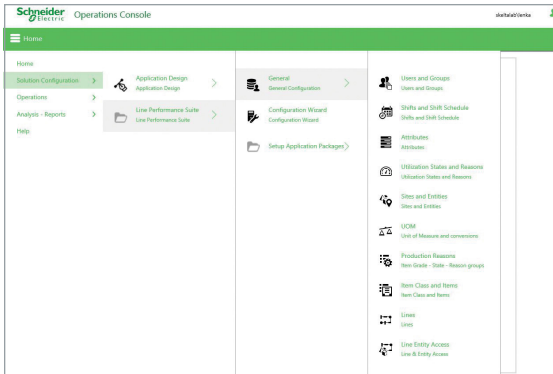 Schneider Electric Operations Console
skeltalab\lenka
Home
Home
Solution Configuration
Operations
Analysis - Reports
Help
Application Design
Application Design
Line Performance Suite
Line Performance Suite
General
General Configuration
Configuration Wizard
Configuration Wizard
Setup Application Packages
Users and Groups
Users and Groups
Shifts and Shift Schedule
Shifts and Shift Schedule
Attributes
Attributes
Utilization States and Reasons
Utilization States and Reasons
Sites and Entities
Sites and Entities
UOM
Unit of Measure and conversions
Production Reasons
Item Grade - State - Reason groups
Item Class and Items
Item Class and Items
Lines
Lines
Line Entity Access
Line & Entity Access